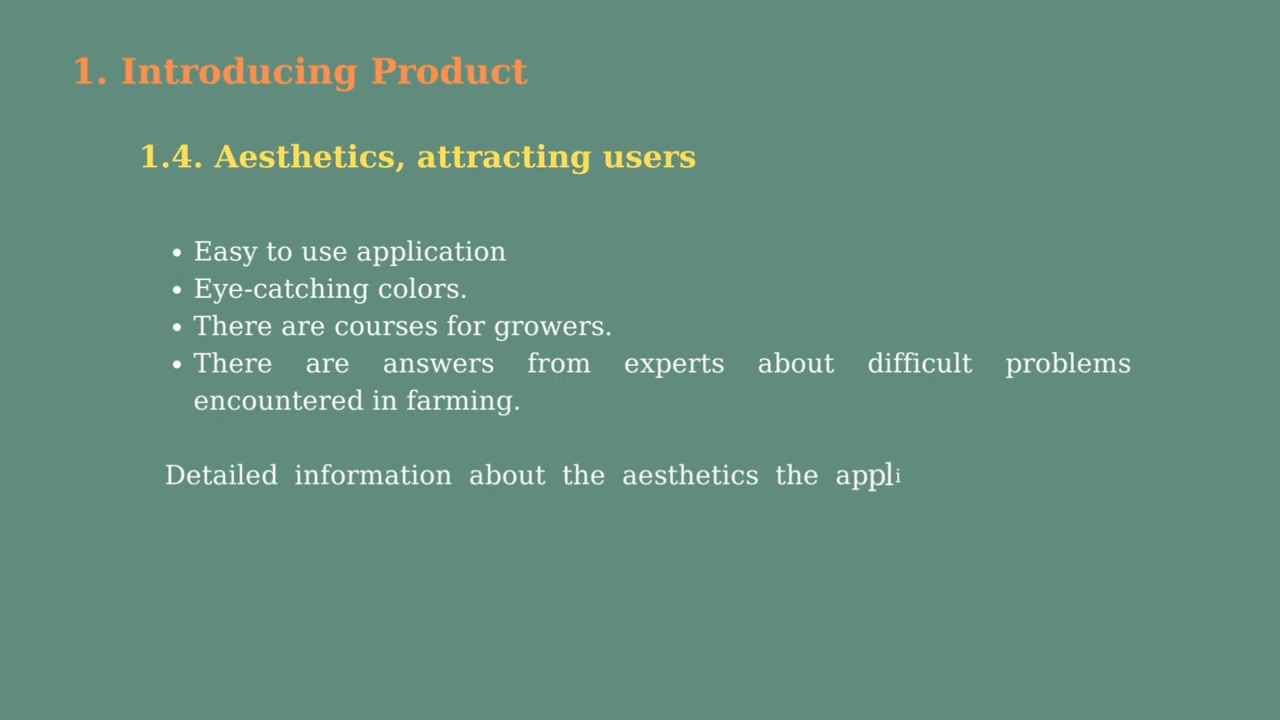 1. Introducing Product
1.4. Aesthetics, attracting users
• Easy to use application
• Eye-catching colors.
• There are courses for growers.
• There are answers from experts about difficult problems
encountered in farming.
Detailed information about the aesthetics the appli